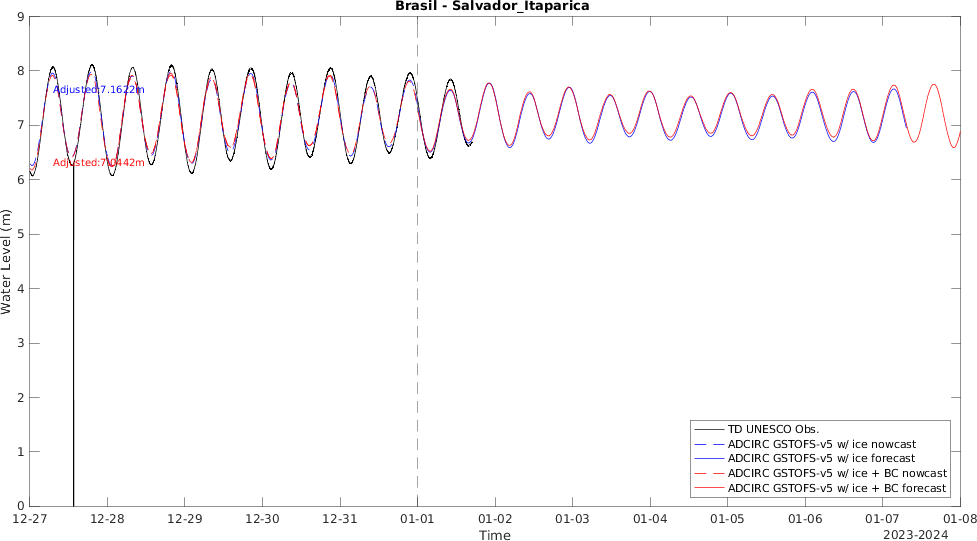 Brasil - Salvador_Itaparica
9
8
7
6
5
4
3
2
1
0
Water Level (m)
Adjusted:7.1622m
Adjusted:7.0442m
TD UNESCO Obs.
ADCIRC GSTOFS-v5 w/ ice nowcast
ADCIRC GSTOFS-v5 w/ ice forecast
ADCIRC GSTOFS-v5 w/ ice + BC nowcast
ADCIRC GSTOFS-v5 w/ ice + BC forecast
12-27 12-28 12-29 12-30 12-31 01-01 01-02 01-03 01-04 01-05 01-06 01-07 01-08
Time
2023-2024